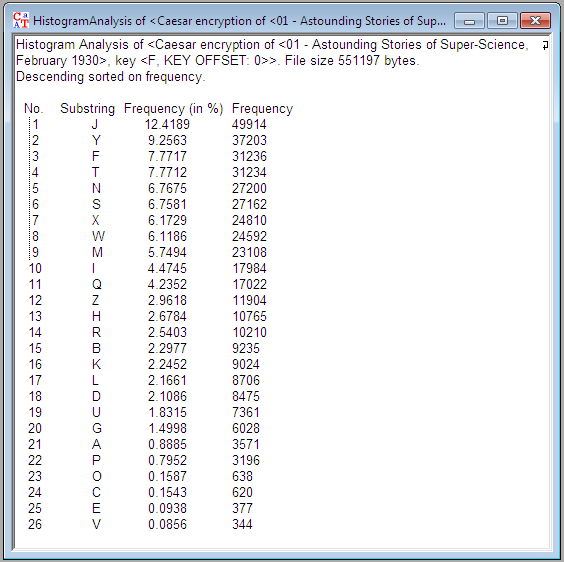 HistogramAnalysis of <Caesar encryption of <01 - Astounding Stories of Sup...
Histogram Analysis of <Caesar encryption of <01 - Astounding Stories of Super-Science,
February 1930>, key <F, KEY OFFSET: 0>>. File size 551197 bytes.
Descending sorted on frequency.
No. Substring Frequency (in %) Frequency
1 J 12.4189 49914
2 Y 9.2563 37203
3 F 7.7717 31236
4 T 7.7712 31234
5 N 6.7675 27200
6 S 6.7581 27162
7 X 6.1729 24810
8 W 6.1186 24592
9 M 5.7494 23108
10 I 4.4745 17984
11 Q 4.2352 17022
12 Z 2.9618 11904
13 H 2.6784 10765
14 R 2.5403 10210
15 B 2.2977 9235
16 K 2.2452 9024
17 L 2.1661 8706
18 D 2.1086 8475
19 U 1.8315 7361
20 G 1.4998 6028
21 A 0.8885 3571
22 P 0.7952 3196
23 O 0.1587 638
24 C 0.1543 620
25 E 0.0938 377
26 V 0.0856 344